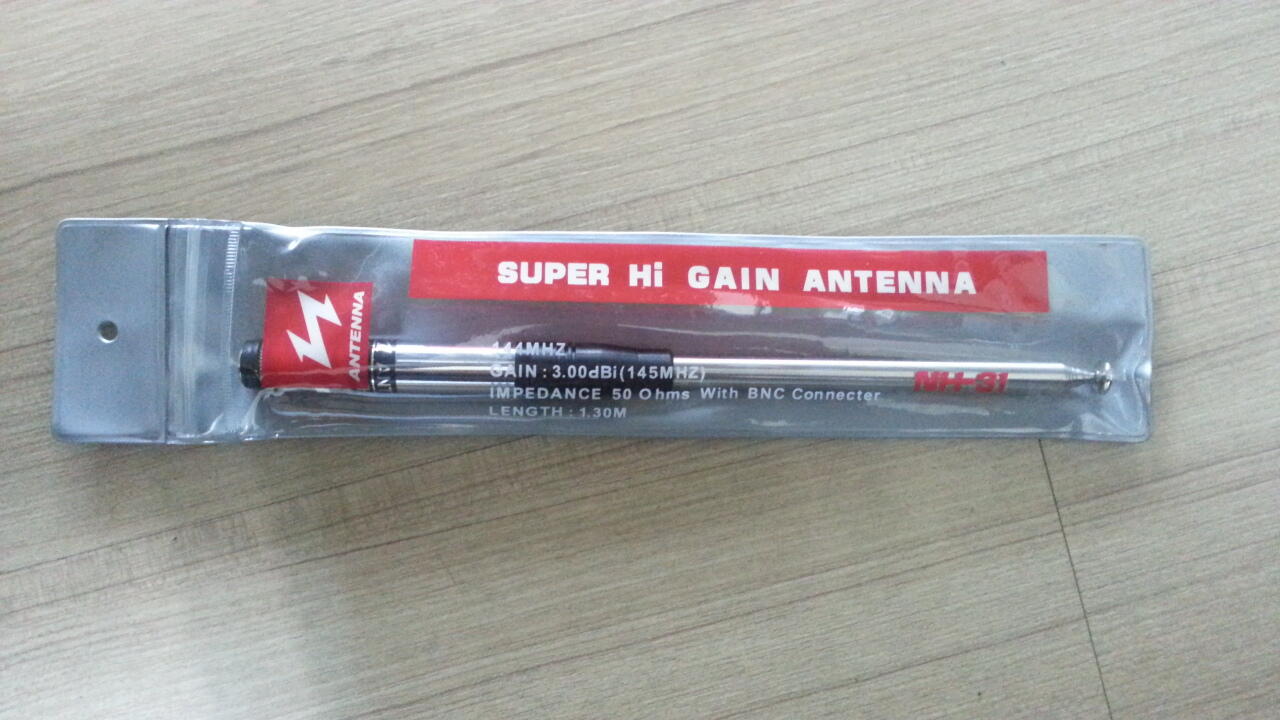 SUPER Hi GAIN ANTENNA
ANTENNA
144MHZ
GAIN : 3.00dBi(145MHZ)
IMPEDANCE 50 Ohms With BNC Connecter
LENGTH : 1.30M
NH-31